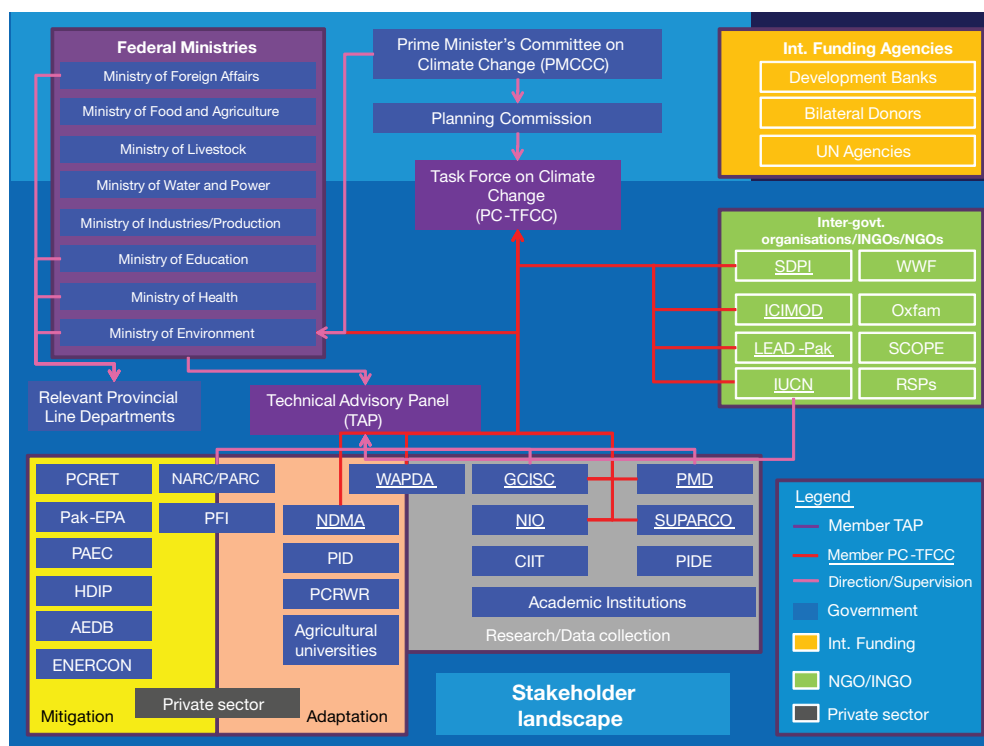 Federal Ministries
Ministry of Foreign Affairs
Ministry of Food and Agriculture
Ministry of Livestock
Ministry of Water and Power
Ministry of Industries/Production
Ministry of Education
Ministry of Health
Ministry of Environment
Prime Minister's Committee on
Climate Change (PMCCC)
Planning Commission
Task Force on Climate
Change
(PC-TFCC)
Int. Funding Agencies
Development Banks
Bilateral Donors
UN Agencies
Inter-govt.
organisations/INGOs/NGOs
SDPI
WWF
ICIMOD
Oxfam
LEAD -Pak
SCOPE
IUCN
RSPs
Relevant Provincial
Line Departments
Technical Advisory Panel
(TAP)
PCRET
Pak-EPA
PAEC
HDIP
AEDB
ENERCON
Mitigation
NARC/PARC
PFI
Private sector
NDMA
PID
PCRWR
Agricultural
universities
Adaptation
WAPDA
GCISC
PMD
NIO
SUPARCO
CIIT
PIDE
Academic Institutions
Research/Data collection
Stakeholder
landscape
Legend
Member TAP
Member PC-TFCC
Direction/Supervision
Government
Int. Funding
NGO/INGO
Private sector